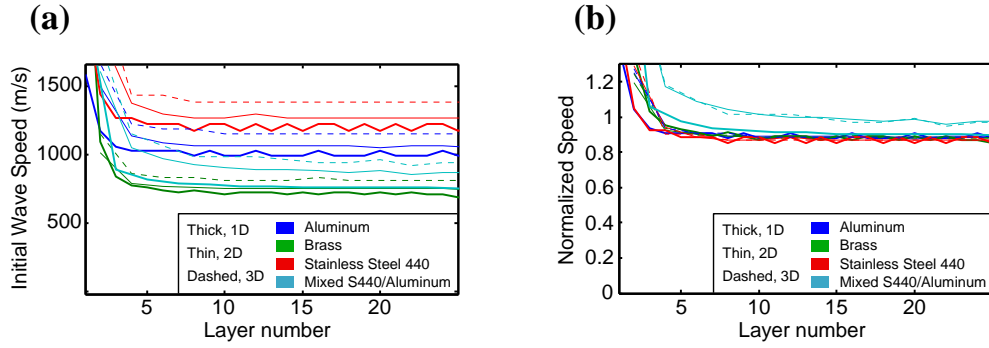 (a)
Initial Wave Speed (m/s)
1500
1000
500
Thick, 1D
Thin, 2D
Dashed, 3D
Aluminum
Brass
Stainless Steel 440
Mixed S440/Aluminum
5
10
15
20
Layer number
(b)
Normalized Speed
1.2
1
0.8
0.6
0.4
0.2
0
Thick, 1D
Thin, 2D
Dashed, 3D
Aluminum
Brass
Stainless Steel 440
Mixed S440/Aluminum
5
10
15
20
Layer number